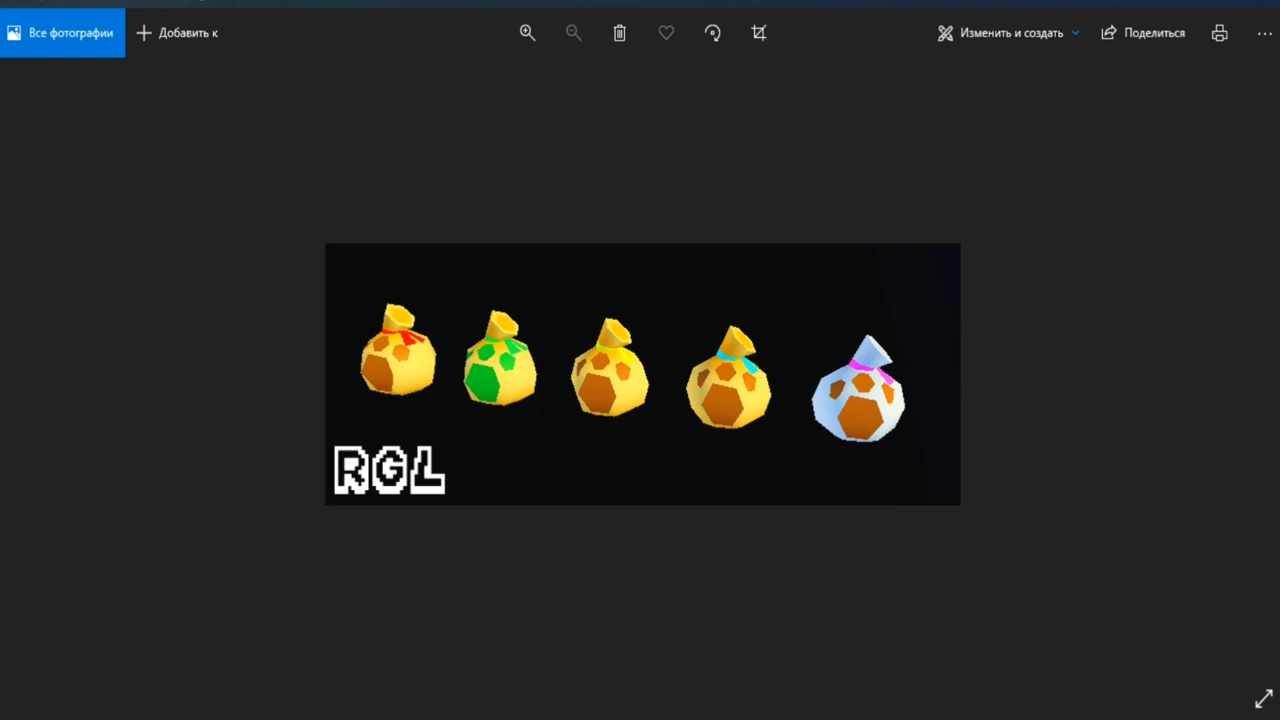 Все фотографии
Добавить к
Изменить и создать
Поделиться
RGL